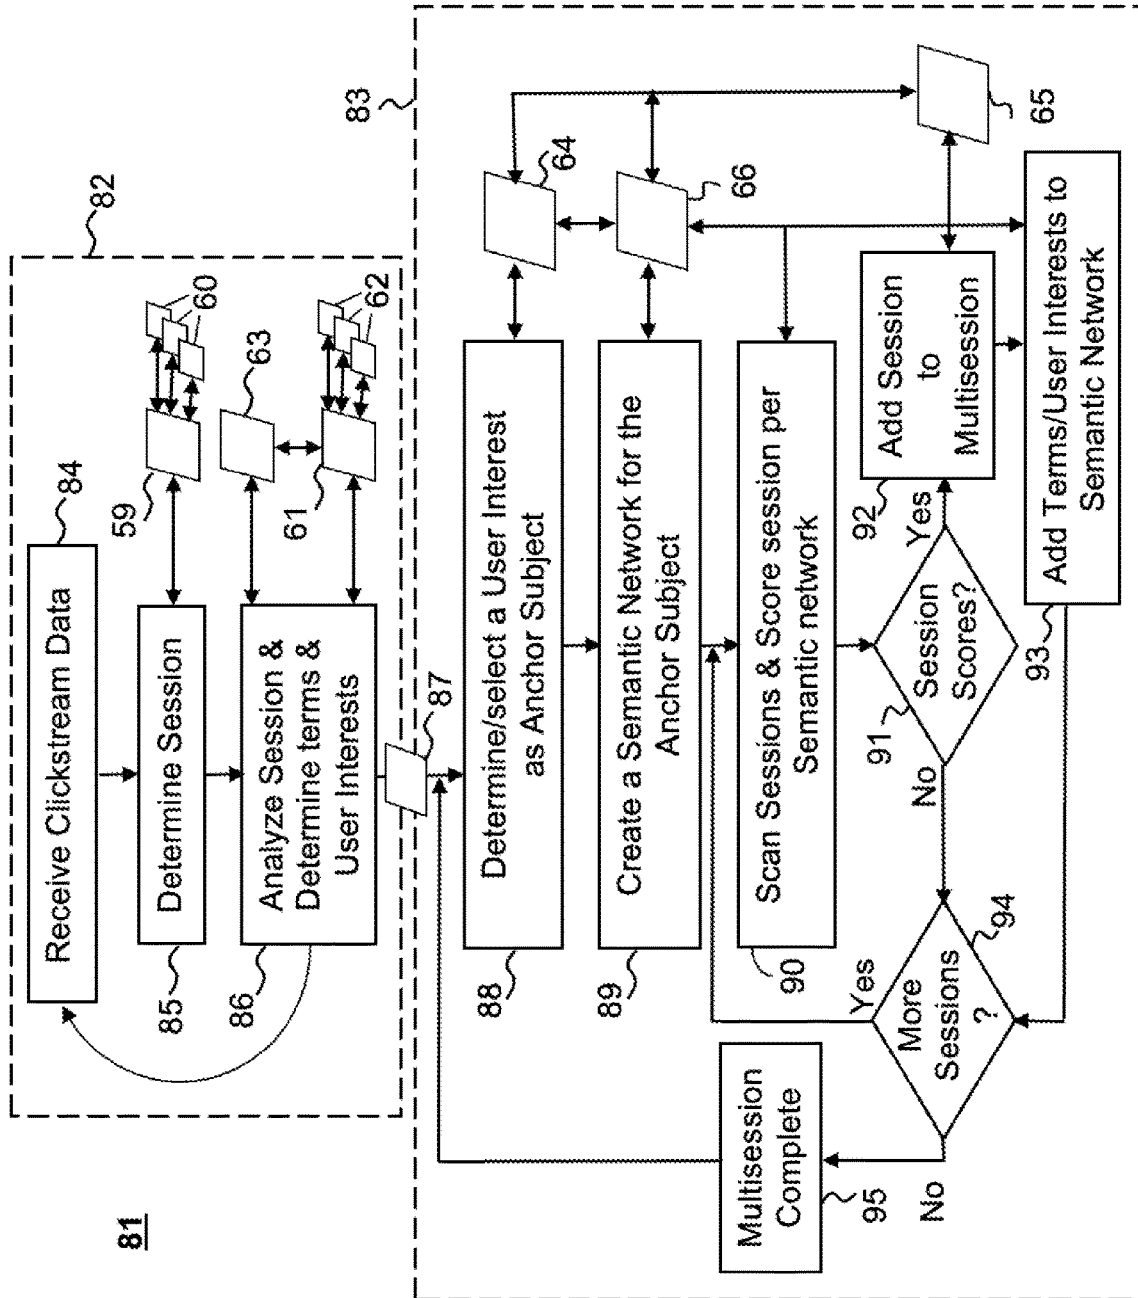 81
82
84
Receive Clickstream Data
85
Determine Session
59
60
86
Analyze Session &
Determine terms &
User Interests
63
61
62
87
83
88
Determine/select a User Interest
as Anchor Subject
64
89
Create a Semantic Network for the
Anchor Subject
66
90
Scan Sessions & Score session per
Semantic network
65
91
Session
Scores?
Yes
No
92
Add Session
to
Multisession
93
Add Terms/User Interests to
Semantic Network
94
More
Sessions
?
Yes
No
95
Multisession
Complete